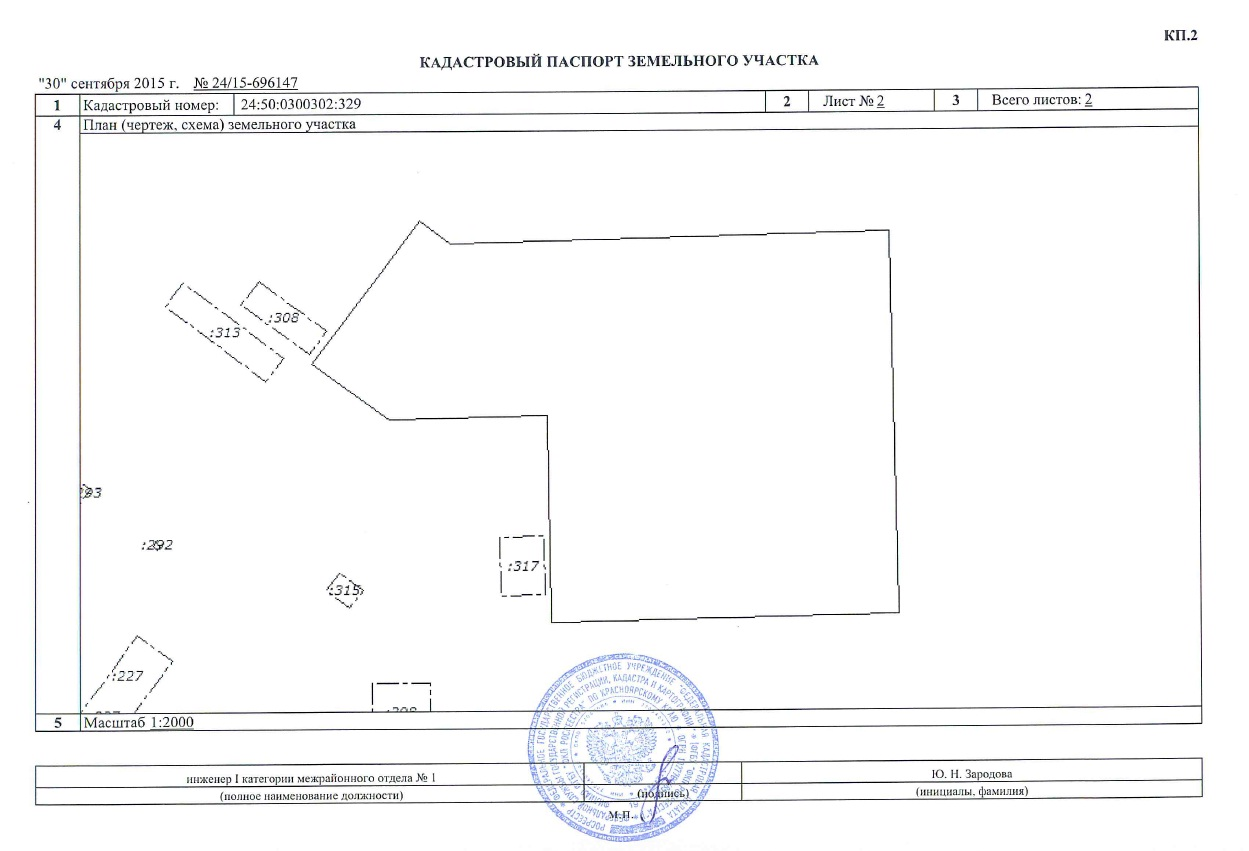 КП.2
КАДАСТРОВЫЙ ПАСПОРТ ЗЕМЕЛЬНОГО УЧАСТКА
"30" сентября 2015 г. № 24/15-696147
1 Кадастровый номер: 24:50:0300302:329 2 Лист № 2 3 Всего листов: 2
4 План (чертеж, схема) земельного участка
:308
:313
:292
:317
:315
:227
5 Масштаб 1:2000
инженер I категории межрайонного отдела № 1 Ю. Н. Зародова
(полное наименование должности) (подпись) (инициалы, фамилия)
М.П.